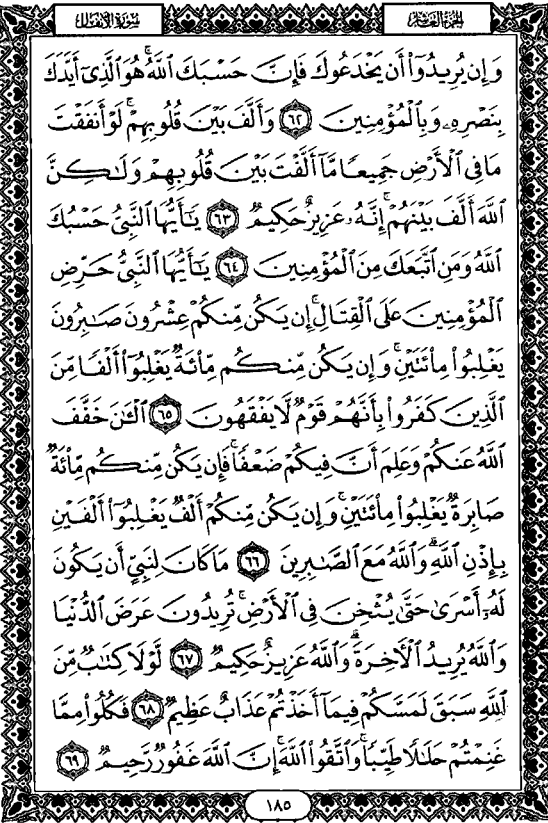 الجزء العاشر
سورة الأنفال
وَإِن يُرِيدُوٓا۟ أَن يَخْدَعُوكَ فَإِنَّ حَسْبَكَ ٱللَّهُ ۚ هُوَ ٱلَّذِىٓ أَيَّدَكَ
بِنَصْرِهِۦ وَبِٱلْمُؤْمِنِينَ ٦٢ وَأَلَّفَ بَيْنَ قُلُوبِهِمْ ۚ لَوْ أَنفَقْتَ
مَا فِى ٱلْأَرْضِ جَمِيعًا مَّآ أَلَّفْتَ بَيْنَ قُلُوبِهِمْ وَلَـٰكِنَّ
ٱللَّهَ أَلَّفَ بَيْنَهُمْ ۚ إِنَّهُۥ عَزِيزٌ حَكِيمٌ ٦٣ يَـٰٓأَيُّهَا ٱلنَّبِىُّ حَسْبُكَ
ٱللَّهُ وَمَنِ ٱتَّبَعَكَ مِنَ ٱلْمُؤْمِنِينَ ٦٤ يَـٰٓأَيُّهَا ٱلنَّبِىُّ حَرِّضِ
ٱلْمُؤْمِنِينَ عَلَى ٱلْقِتَالِ ۚ إِن يَكُن مِّنكُمْ عِشْرُونَ صَـٰبِرُونَ
يَغْلِبُوا۟ مِا۟ئَتَيْنِ ۚ وَإِن يَكُن مِّنكُم مِّا۟ئَةٌ يَغْلِبُوٓا۟ أَلْفًا مِّنَ
ٱلَّذِينَ كَفَرُوا۟ بِأَنَّهُمْ قَوْمٌ لَّا يَفْقَهُونَ ٦٥ ٱلْـَٔـٰنَ خَفَّفَ
ٱللَّهُ عَنكُمْ وَعَلِمَ أَنَّ فِيكُمْ ضَعْفًا ۚ فَإِن يَكُن مِّنكُم مِّا۟ئَةٌ
صَابِرَةٌ يَغْلِبُوا۟ مِا۟ئَتَيْنِ ۚ وَإِن يَكُن مِّنكُمْ أَلْفٌ يَغْلِبُوٓا۟ أَلْفَيْنِ
بِإِذْنِ ٱللَّهِ ۗ وَٱللَّهُ مَعَ ٱلصَّـٰبِرِينَ ٦٦ مَا كَانَ لِنَبِىٍّ أَن يَكُونَ
لَهُۥٓ أَسْرَىٰ حَتَّىٰ يُثْخِنَ فِى ٱلْأَرْضِ ۚ تُرِيدُونَ عَرَضَ ٱلدُّنْيَا
وَٱللَّهُ يُرِيدُ ٱلْـَٔاخِرَةَ ۗ وَٱللَّهُ عَزِيزٌ حَكِيمٌ ٦٧ لَّوْلَا كِتَـٰبٌ مِّنَ
ٱللَّهِ سَبَقَ لَمَسَّكُمْ فِيمَآ أَخَذْتُمْ عَذَابٌ عَظِيمٌ ٦٨ فَكُلُوا۟ مِمَّا
غَنِمْتُمْ حَلَـٰلًا طَيِّبًا ۚ وَٱتَّقُوا۟ ٱللَّهَ ۚ إِنَّ ٱللَّهَ غَفُورٌ رَّحِيمٌ ٦٩
١٨٥